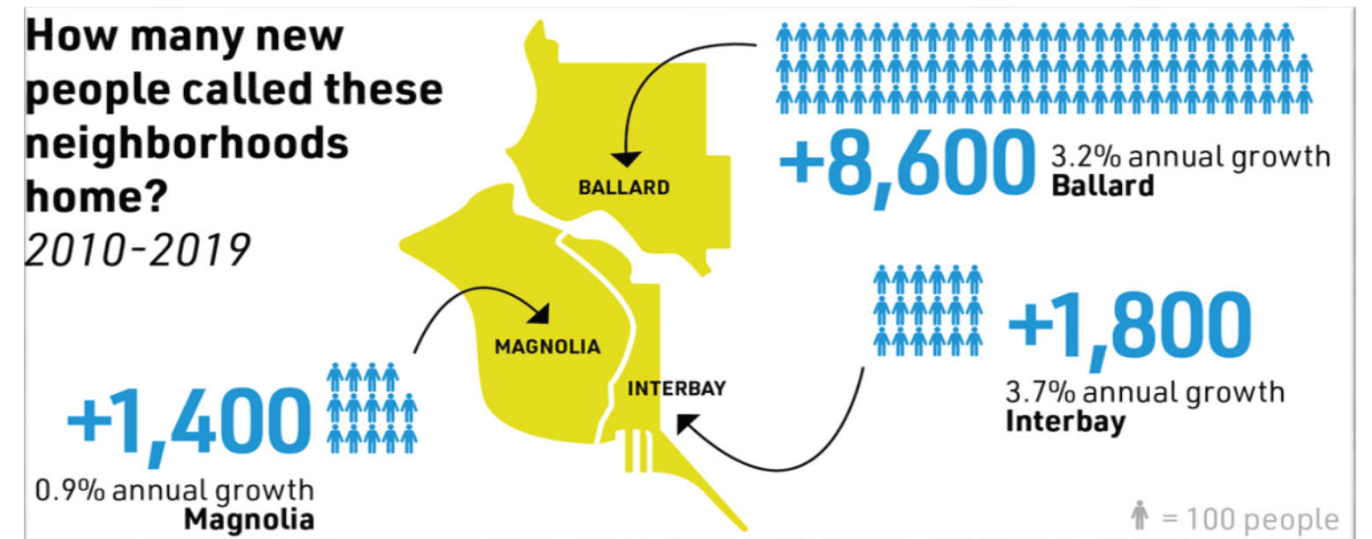 How many new
people called these
neighborhoods
home?
2010-2019
BALLARD
MAGNOLIA
INTERBAY
+8,600
3.2% annual growth
Ballard
+1,800
3.7% annual growth
Interbay
+1,400
0.9% annual growth
Magnolia
= 100 people